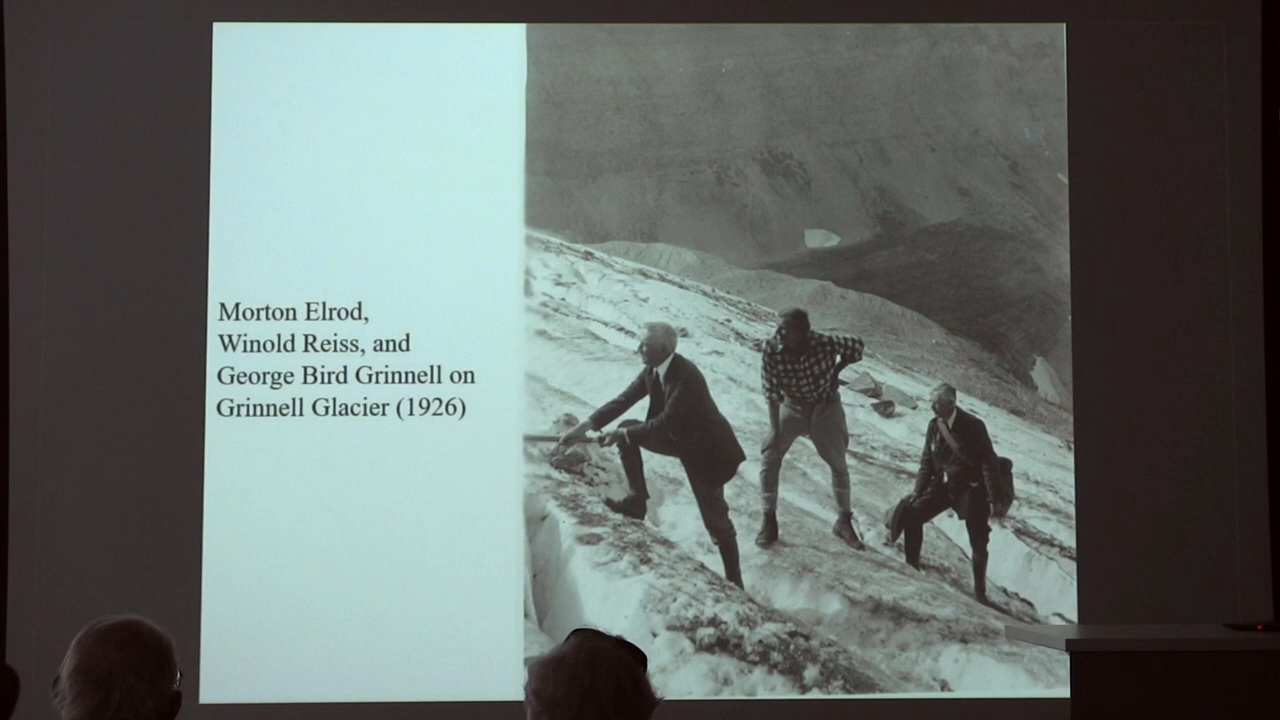 Morton Elrod,
Winold Reiss, and
George Bird Grinnell on
Grinnell Glacier (1926)